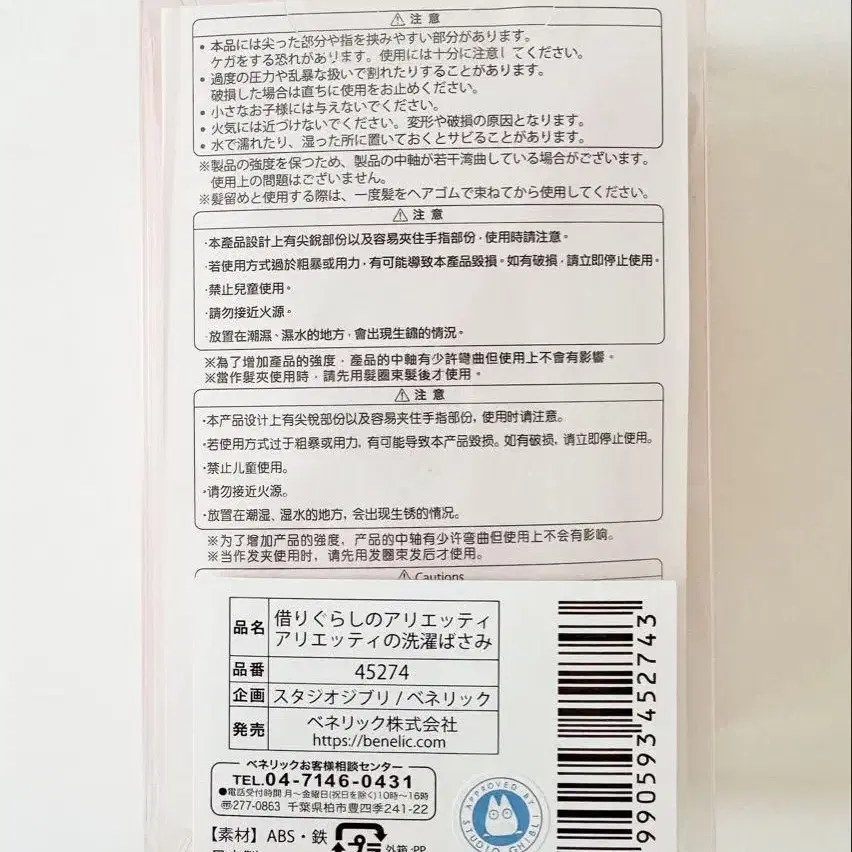 ⚠ 注意
• 本品には尖った部分や指を挟みやすい部分があります。
ケガをする恐れがあります。使用には十分に注意してください。
• 過度の圧力や乱暴な扱いで割れたりすることがあります。
破損した場合は直ちに使用をお止めください。
• 小さなお子様には与えないでください。
• 火気には近づけないでください。変形や破損の原因となります。
• 水で濡れたり、湿った所に置いておくとサビることがあります。
※製品の強度を保つため、製品の中軸が若干湾曲している場合がございます。
使用上の問題はございません。
※髪留めと使用する際は、一度髪をヘアゴムで束ねてから使用してください。
⚠ 注意
·本產品設計上有尖銳部份以及容易夾住手指部份，使用時請注意。
·若使用方式過於粗暴或用力，有可能導致本產品毀損。如有破損，請立即停止使用。
·禁止兒童使用。
·請勿接近火源。
·放置在潮濕、濕水的地方，會出現生鏽的情況。
※為了增加產品的強度，產品的中軸有少許彎曲但使用上不會有影響。
※當作髮夾使用時，請先用髮圈束髮後才使用。
⚠ 注意
·本产品设计上有尖锐部份以及容易夹住手指部份，使用时请注意。
·若使用方式过于粗暴或用力，有可能导致本产品毁损。如有破损，请立即停止使用。
·禁止儿童使用。
·请勿接近火源。
·放置在潮湿、湿水的地方，会出现生锈的情况。
※为了增加产品的强度，产品的中轴有少许弯曲但使用上不会有影响。
※当作发夹使用时，请先用发圈束发后才使用。
⚠ Cautions
品名 借りぐらしのアリエッティ
アリエッティの洗濯ばさみ
品番 45274
企画 スタジオジブリ / ベネリック
発売 ベネリック株式会社
https://benelic.com
ベネリックお客様相談センター
TEL.04-7146-0431
●電話受付時間 月～金曜日(祝日を除く)10時～16時
〒277-0863 千葉県柏市豊四季241-22
【素材】ABS・鉄
外箱:PP
APPROVED BY
STUDIO GHIBLI
990593 452743